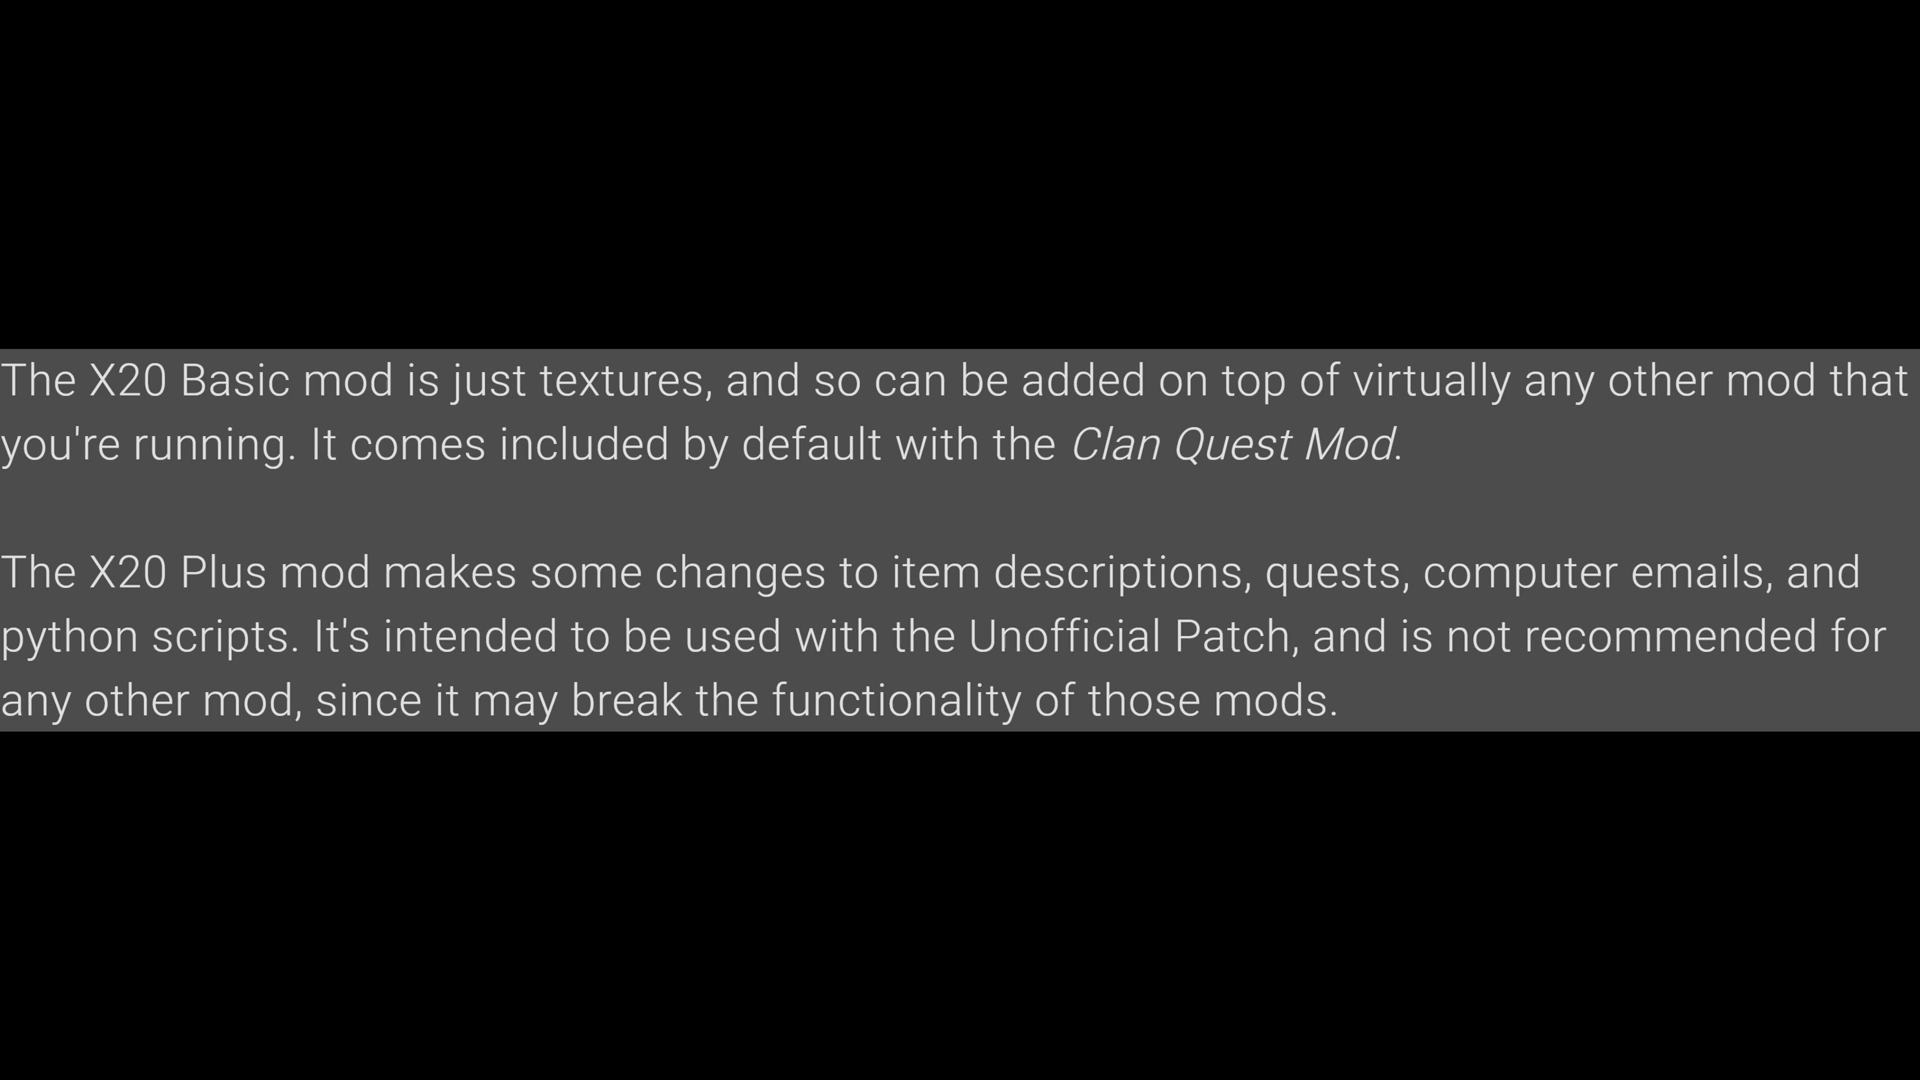 The X20 Basic mod is just textures, and so can be added on top of virtually any other mod that
you're running. It comes included by default with the Clan Quest Mod.
The X20 Plus mod makes some changes to item descriptions, quests, computer emails, and
python scripts. It's intended to be used with the Unofficial Patch, and is not recommended for
any other mod, since it may break the functionality of those mods.